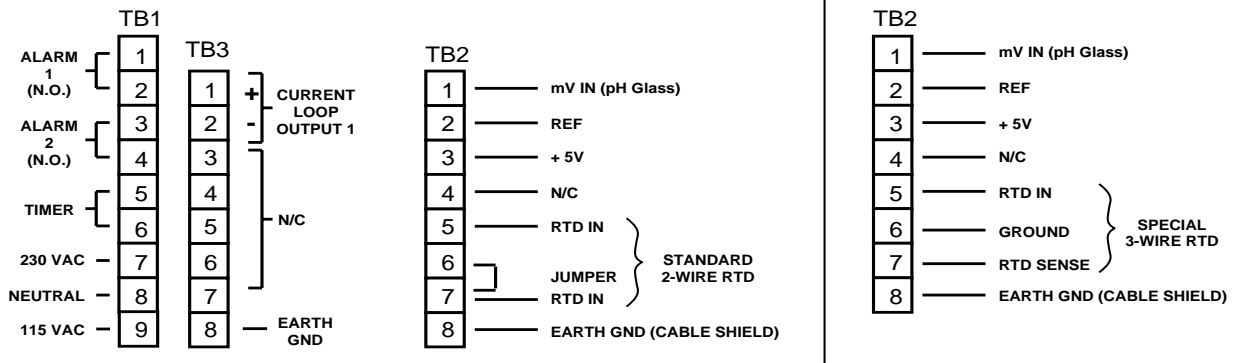 TB1
ALARM
1
(N.O.)
ALARM
2
(N.O.)
TIMER
230 VAC
NEUTRAL
115 VAC
1
2
3
4
5
6
7
8
9
TB3
1
2
3
4
5
6
7
8
+
-
CURRENT
LOOP
OUTPUT 1
N/C
EARTH
GND
TB2
1 mV IN (pH Glass)
2 REF
3 + 5V
4 N/C
5 RTD IN
6
JUMPER
7 RTD IN
8 EARTH GND (CABLE SHIELD)
STANDARD
2-WIRE RTD
TB2
1 mV IN (pH Glass)
2 REF
3 + 5V
4 N/C
5 RTD IN
6 GROUND
7 RTD SENSE
8 EARTH GND (CABLE SHIELD)
SPECIAL
3-WIRE RTD